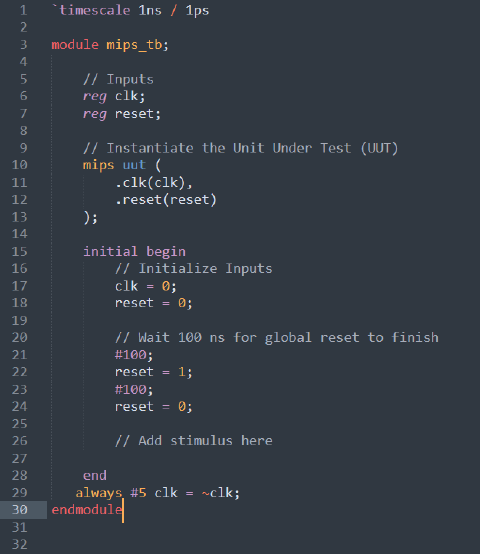 1 `timescale 1ns / 1ps
2
3 module mips_tb;
4
5 // Inputs
6 reg clk;
7 reg reset;
8
9 // Instantiate the Unit Under Test (UUT)
10 mips uut (
11 .clk(clk),
12 .reset(reset)
13 );
14
15 initial begin
16 // Initialize Inputs
17 clk = 0;
18 reset = 0;
19
20 // Wait 100 ns for global reset to finish
21 #100;
22 reset = 1;
23 #100;
24 reset = 0;
25
26 // Add stimulus here
27
28 end
29 always #5 clk = ~clk;
30 endmodule
31
32